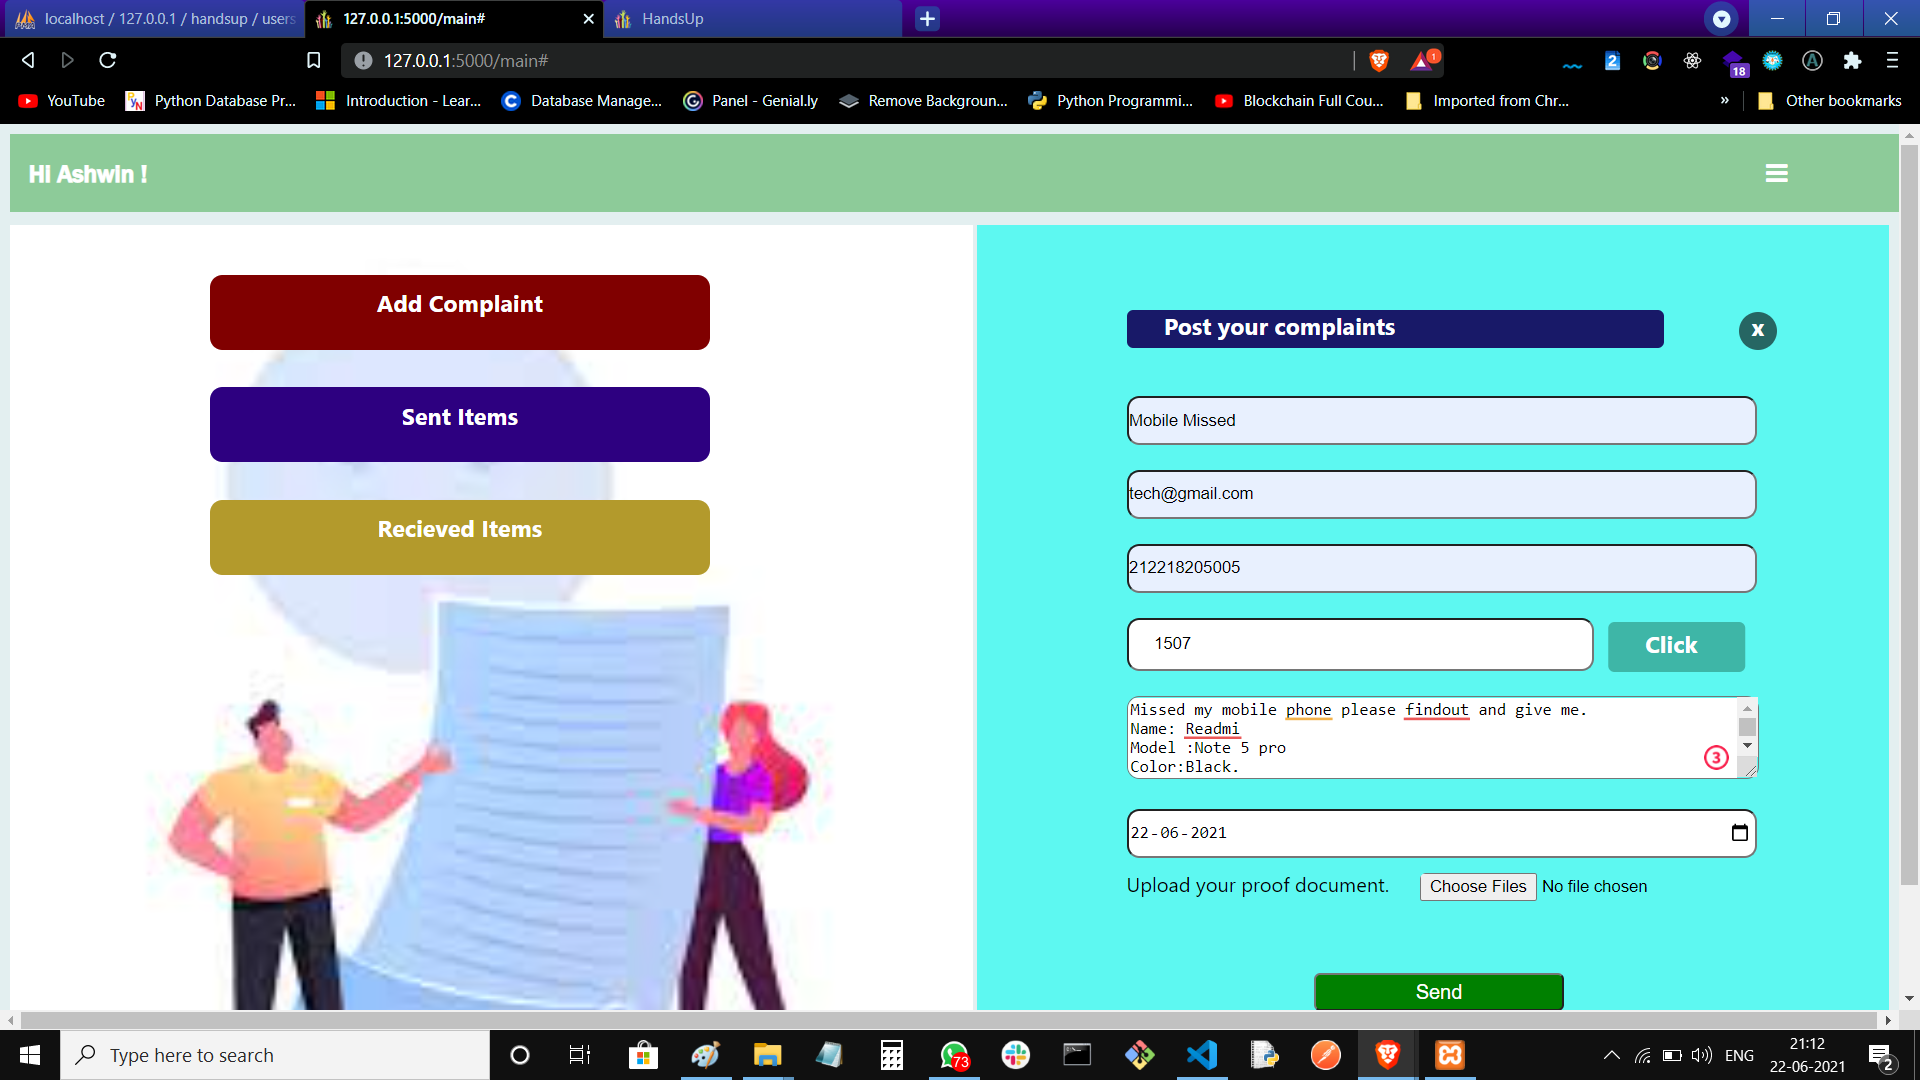 localhost / 127.0.0.1 / handsup / users
127.0.0.1:5000/main#
HandsUp
127.0.0.1:5000/main#
1
2
18
YouTube
Python Database Pr...
Introduction - Lear...
Database Manage...
Panel - Genial.ly
Remove Backgroun...
Python Programmi...
Blockchain Full Cou...
Imported from Chr...
»
Other bookmarks
Hi Ashwin !
Add Complaint
Sent Items
Recieved Items
Post your complaints
x
Mobile Missed
tech@gmail.com
212218205005
1507
Click
Missed my mobile phone please findout and give me.
Name: Readmi
Model :Note 5 pro
Color:Black.
3
22-06-2021
Upload your proof document.
Choose Files No file chosen
Send
Type here to search
73
ENG
21:12
22-06-2021
2